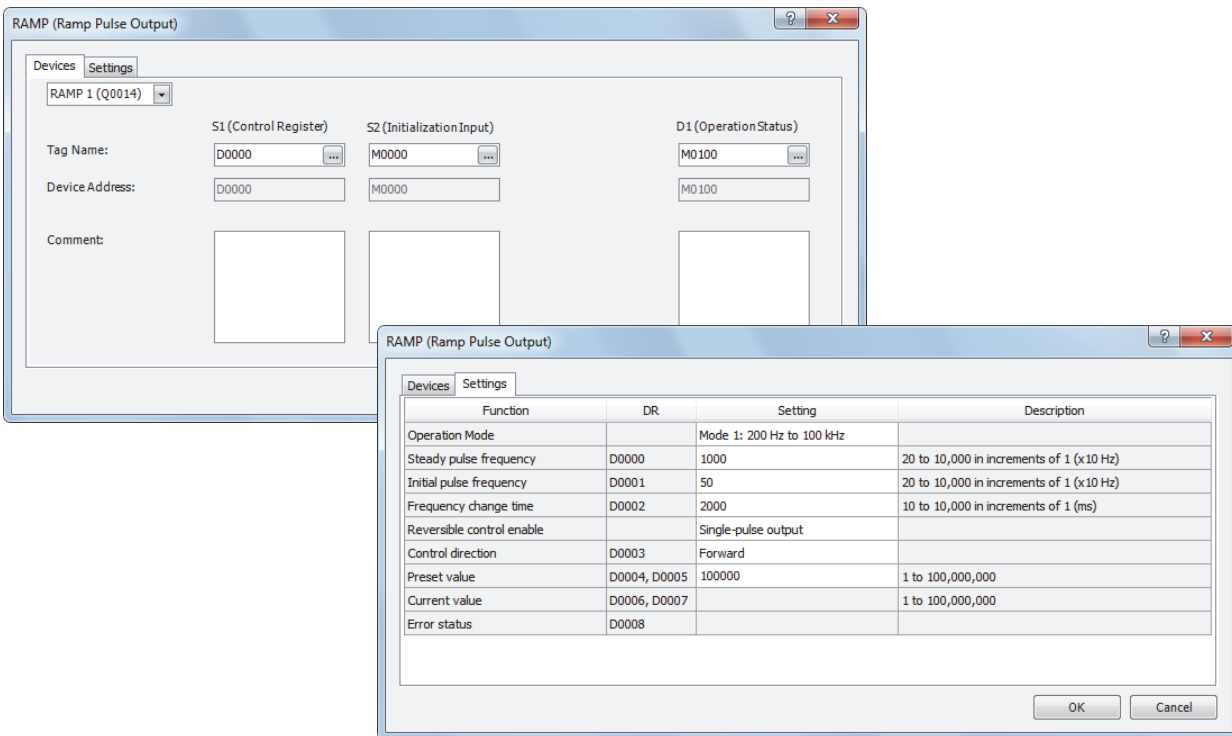 RAMP (Ramp Pulse Output)
Devices Settings
RAMP 1 (Q0014)
S1 (Control Register) S2 (Initialization Input) D1 (Operation Status)
Tag Name: D0000 ... M0000 ... M0100 ...
Device Address: D0000 M0000 M0100
Comment:
RAMP (Ramp Pulse Output)
Devices Settings
Function DR Setting Description
Operation Mode Mode 1: 200 Hz to 100 kHz
Steady pulse frequency D0000 1000 20 to 10,000 in increments of 1 (x10 Hz)
Initial pulse frequency D0001 50 20 to 10,000 in increments of 1 (x10 Hz)
Frequency change time D0002 2000 10 to 10,000 in increments of 1 (ms)
Reversible control enable Single-pulse output
Control direction D0003 Forward
Preset value D0004, D0005 100000 1 to 100,000,000
Current value D0006, D0007 1 to 100,000,000
Error status D0008
OK Cancel